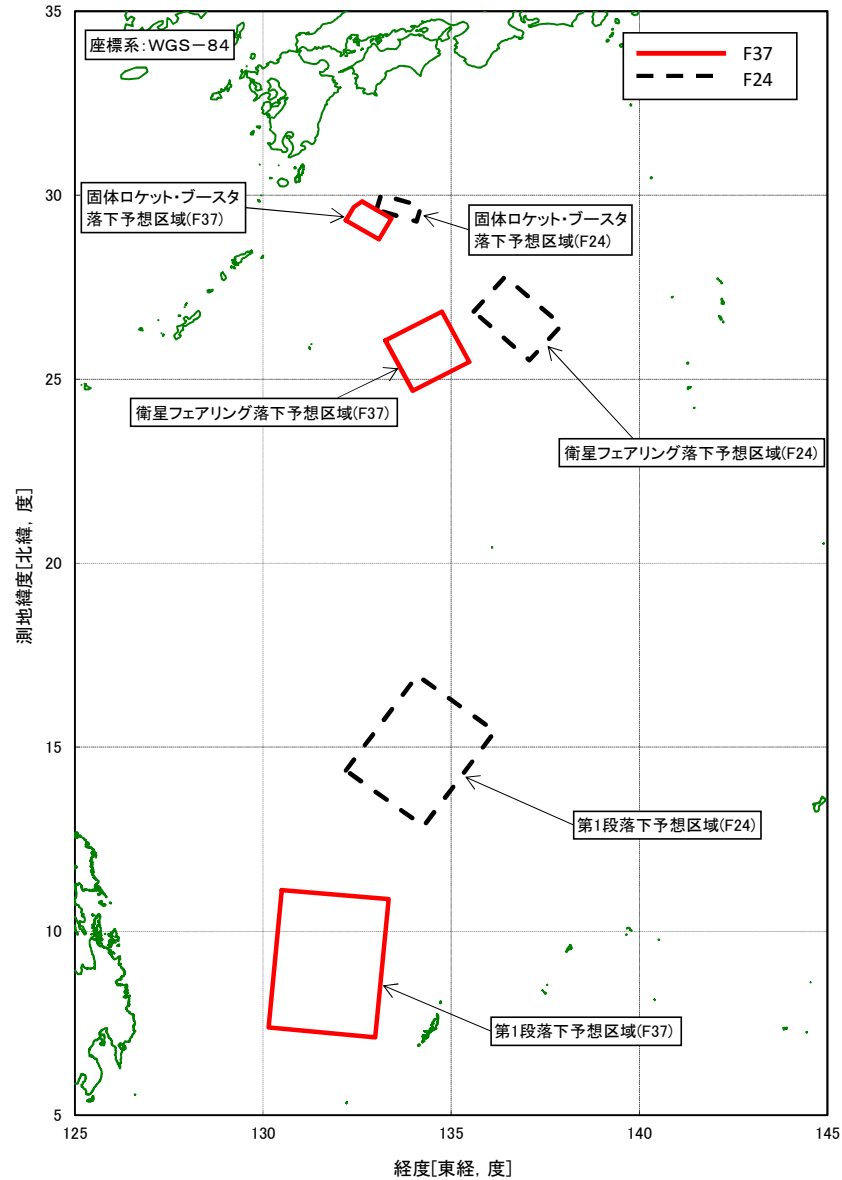 35
座標系:WGS-84
F37
F24
30
固体ロケット・ブースタ
落下予想区域(F37)
固体ロケット・ブースタ
落下予想区域(F24)
25
衛星フェアリング落下予想区域(F37)
衛星フェアリング落下予想区域(F24)
測地緯度[北緯, 度]
20
15
第1段落下予想区域(F24)
10
第1段落下予想区域(F37)
5
125
130
135
140
145
経度[東経, 度]